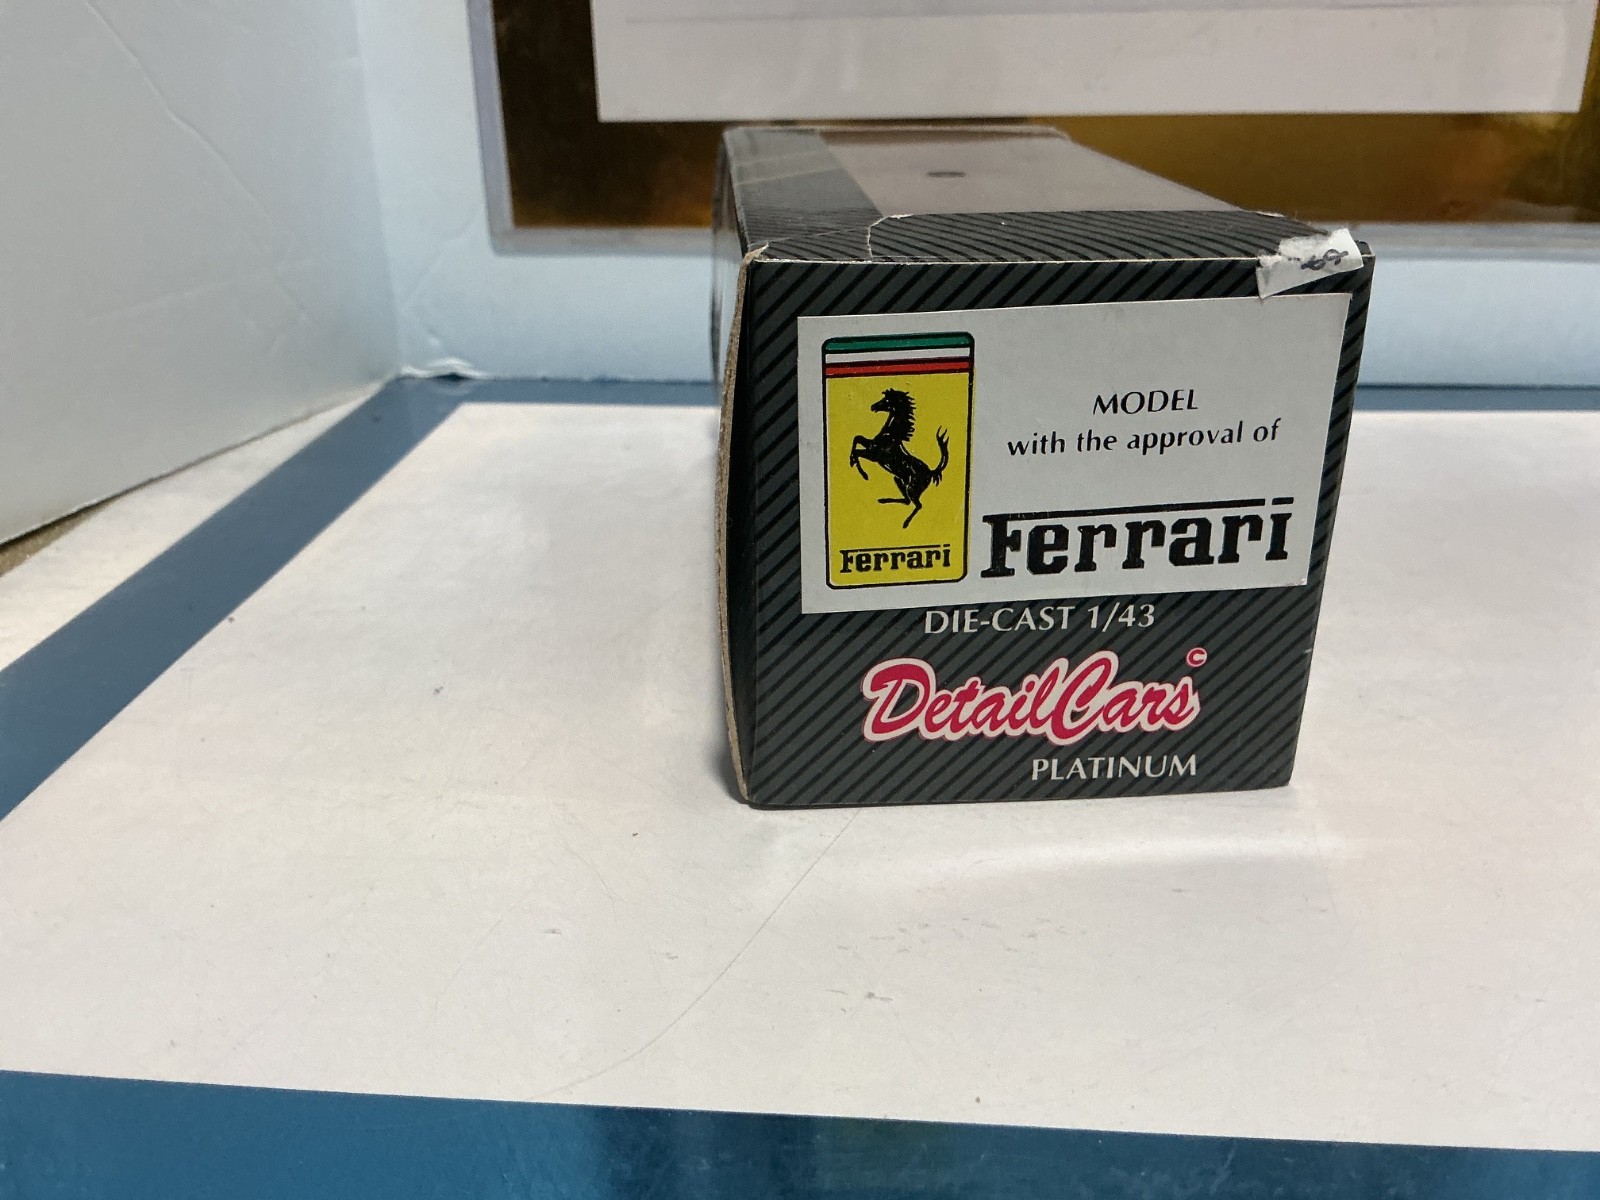 MODEL
with the approval of
Ferrari
Ferrari
DIE-CAST 1/43
DetailCars©
PLATINUM